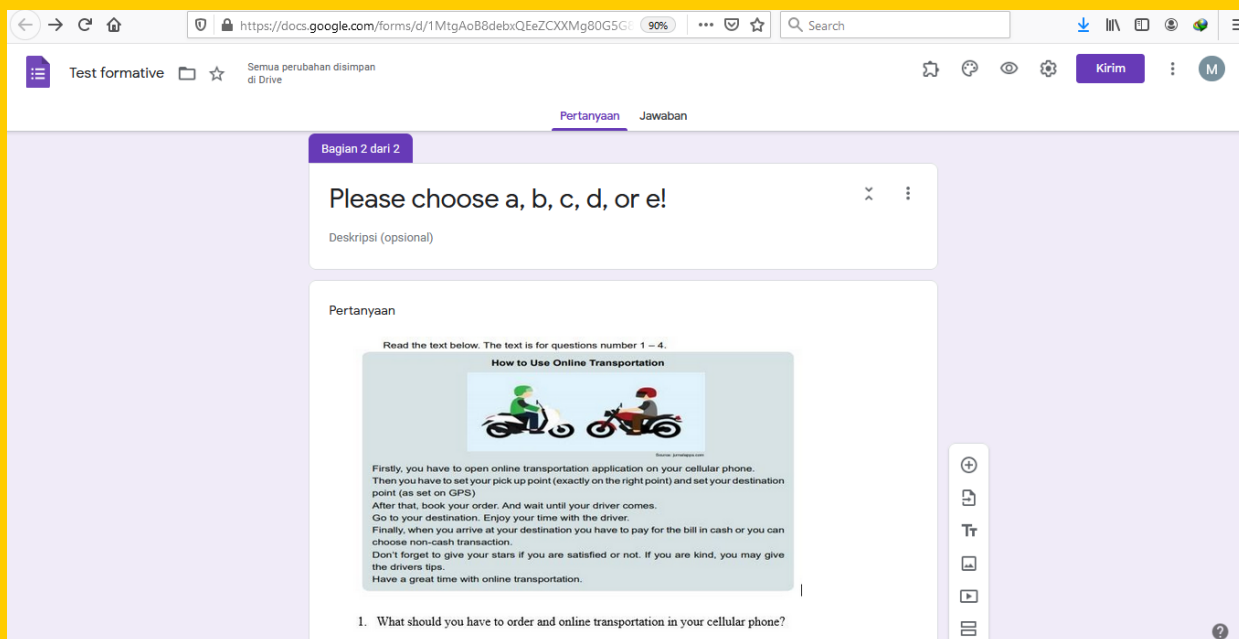 https://docs.google.com/forms/d/1MtgAoB8debxQEeZCXXMg80G5G
90%
Search
Test formative
Semua perubahan disimpan
di Drive
Kirim
M
Pertanyaan Jawaban
Bagian 2 dari 2
Please choose a, b, c, d, or e!
Deskripsi (opsional)
Pertanyaan
Read the text below. The text is for questions number 1 – 4.
How to Use Online Transportation
Source:
Firstly, you have to open online transportation application on your cellular phone.
Then you have to set your pick up point (exactly on the right point) and set your destination
point (as set on GPS)
After that, book your order. And wait until your driver comes.
Go to your destination. Enjoy your time with the driver.
Finally, when you arrive at your destination you have to pay for the bill in cash or you can
choose non-cash transaction.
Don't forget to give your stars if you are satisfied or not. If you are kind, you may give
the drivers tips.
Have a great time with online transportation.
1. What should you have to order and online transportation in your cellular phone?
Tт